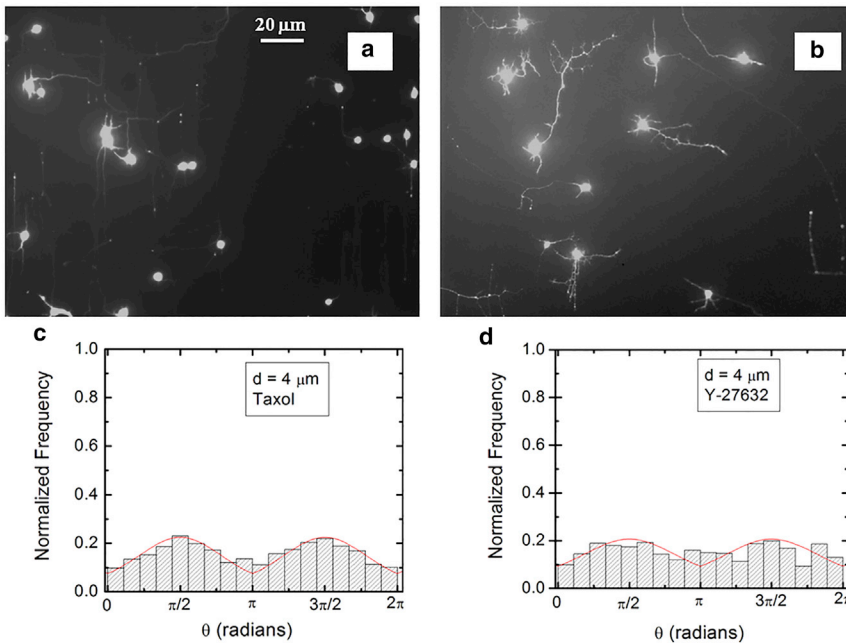 20 μm
a
b
c
d
1.0
0.8
0.6
0.4
0.2
0.0
Normalized Frequency
d = 4 μm
Taxol
0
π/2
π
3π/2
2π
θ (radians)
1.0
0.8
0.6
0.4
0.2
0.0
Normalized Frequency
d = 4 μm
Y-27632
0
π/2
π
3π/2
2π
θ (radians)